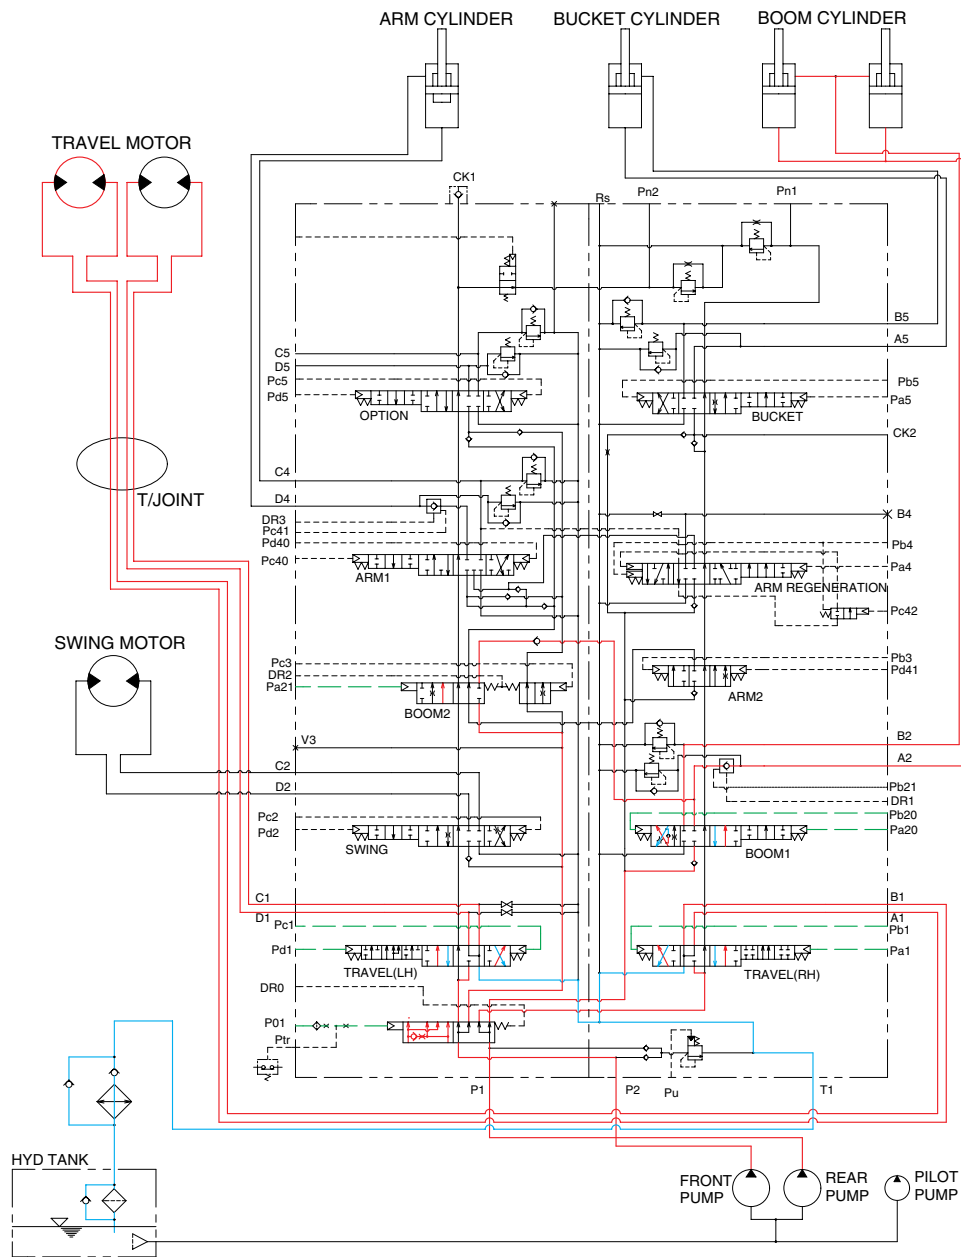 ARM CYLINDER
BUCKET CYLINDER
BOOM CYLINDER
TRAVEL MOTOR
CK1
Rs
Pn2
Pn1
B5
A5
C5
D5
Pc5
Pd5
OPTION
Pb5
Pa5
BUCKET
CK2
T/JOINT
C4
D4
DR3
Pc41
Pd40
Pc40
ARM1
B4
Pb4
Pa4
ARM REGENERATION
Pc42
SWING MOTOR
Pc3
DR2
Pa21
BOOM2
Pb3
Pd41
ARM2
V3
B2
A2
C2
D2
Pb21
DR1
Pc2
Pd2
SWING
Pb20
Pa20
BOOM1
C1
D1
Pc1
Pd1
TRAVEL(LH)
B1
A1
Pb1
Pa1
TRAVEL(RH)
DR0
P01
Ptr
P1
P2
Pu
T1
HYD TANK
FRONT
PUMP
REAR
PUMP
PILOT
PUMP